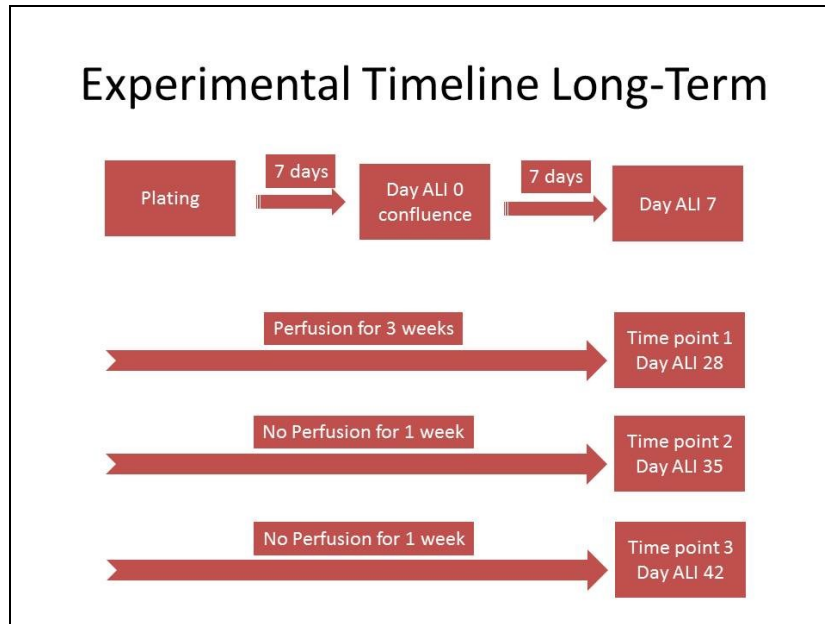 Experimental Timeline Long-Term
Plating
7 days
Day ALI 0
confluence
7 days
Day ALI 7
Perfusion for 3 weeks
Time point 1
Day ALI 28
No Perfusion for 1 week
Time point 2
Day ALI 35
No Perfusion for 1 week
Time point 3
Day ALI 42